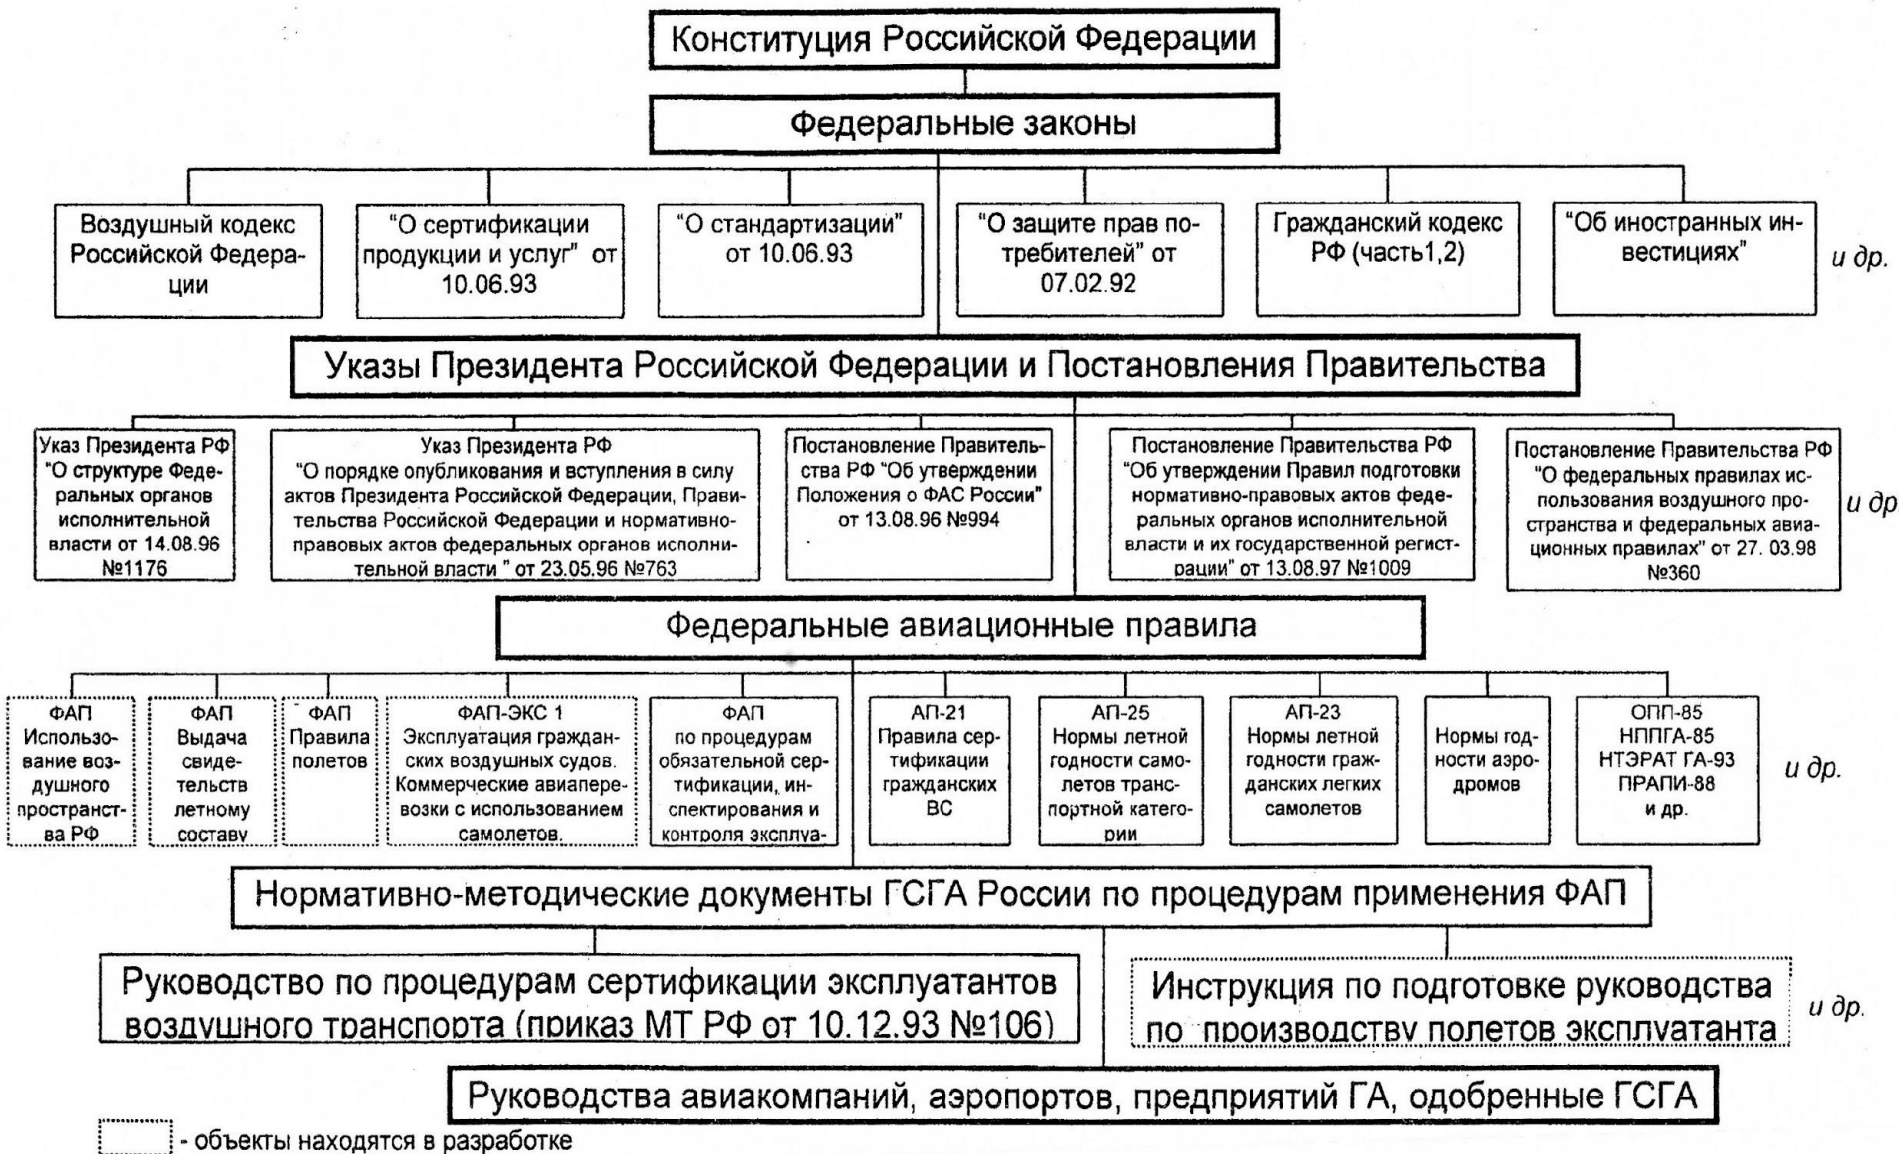 Конституция Российской Федерации
Федеральные законы
Воздушный кодекс
Российской Федера-
ции
“О сертификации
продукции и услуг” от
10.06.93
“О стандартизации”
от 10.06.93
“О защите прав по-
требителей” от
07.02.92
Гражданский кодекс
РФ (часть1,2)
“Об иностранных ин-
вестициях”
и др.
Указы Президента Российской Федерации и Постановления Правительства
Указ Президента РФ
“О структуре Феде-
ральных органов
исполнительной
власти от 14.08.96
№1176
Указ Президента РФ
“О порядке опубликования и вступления в силу
актов Президента Российской Федерации, Прави-
тельства Российской Федерации и нормативно-
правовых актов федеральных органов исполни-
тельной власти ” от 23.05.96 №763
Постановление Правитель-
ства РФ “Об утверждении
Положения о ФАС России”
от 13.08.96 №994
Постановление Правительства РФ
“Об утверждении Правил подготовки
нормативно-правовых актов феде-
ральных органов исполнительной
власти и их государственной регист-
рации” от 13.08.97 №1009
Постановление Правительства РФ
“О федеральных правилах ис-
пользования воздушного про-
странства и федеральных авиа-
ционных правилах” от 27. 03.98
№360
и др
Федеральные авиационные правила
ФАП
Использо-
вание воз-
душного
пространст-
ва РФ
ФАП
Выдача
свиде-
тельств
летному
составу
ФАП
Правила
полетов
ФАП-ЭКС 1
Эксплуатация граждан-
ских воздушных судов.
Коммерческие авиапере-
возки с использованием
самолетов.
ФАП
по процедурам
обязательной сер-
тификации, ин-
спектирования и
контроля эксплуа-
АП-21
Правила сер-
тификации
гражданских
ВС
АП-25
Нормы летной
годности само-
летов транс-
портной катего-
рии
АП-23
Нормы летной
годности граж-
данских легких
самолетов
Нормы год-
ности аэро-
дромов
ОПП-85
НППГА-85
НТЭРАТ ГА-93
ПРАПИ-88
и др.
и др.
Нормативно-методические документы ГСГА России по процедурам применения ФАП
Руководство по процедурам сертификации эксплуатантов
воздушного транспорта (приказ МТ РФ от 10.12.93 №106)
Инструкция по подготовке руководства
по производству полетов эксплуатанта
и др.
Руководства авиакомпаний, аэропортов, предприятий ГА, одобренные ГСГА
- объекты находятся в разработке